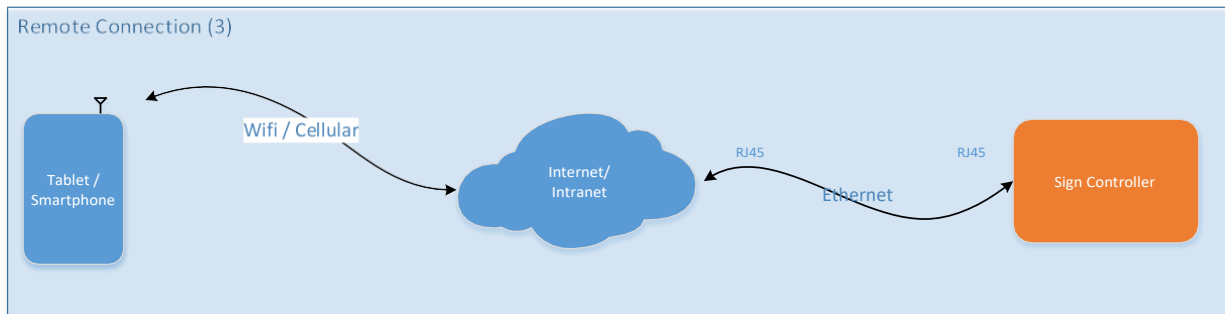 Remote Connection (3)
Wifi / Cellular
Tablet /
Smartphone
Internet/
Intranet
RJ45
RJ45
Ethernet
Sign Controller